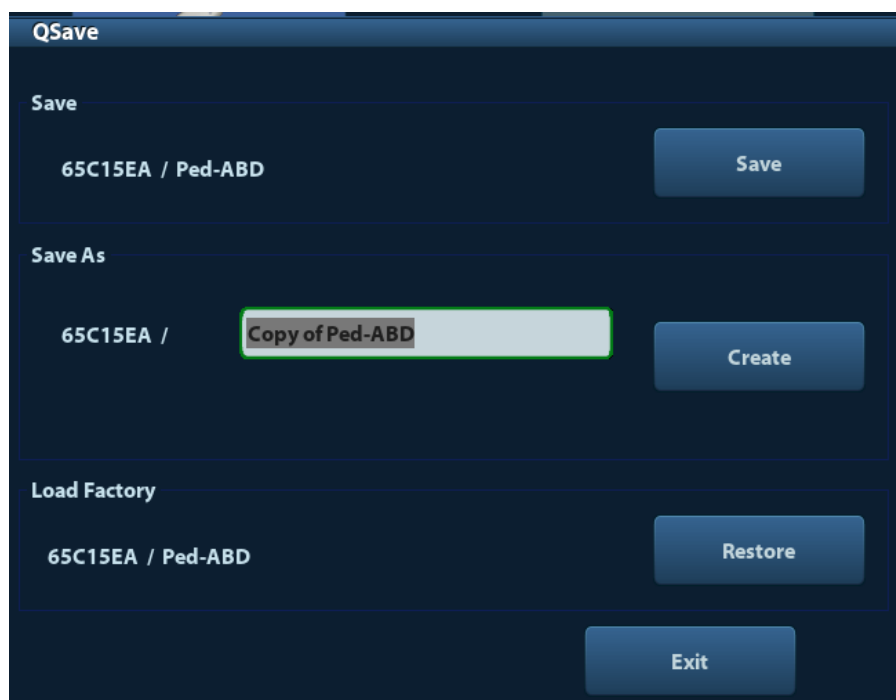 QSave
Save
65C15EA / Ped-ABD
Save
Save As
65C15EA /
Copy of Ped-ABD
Create
Load Factory
65C15EA / Ped-ABD
Restore
Exit